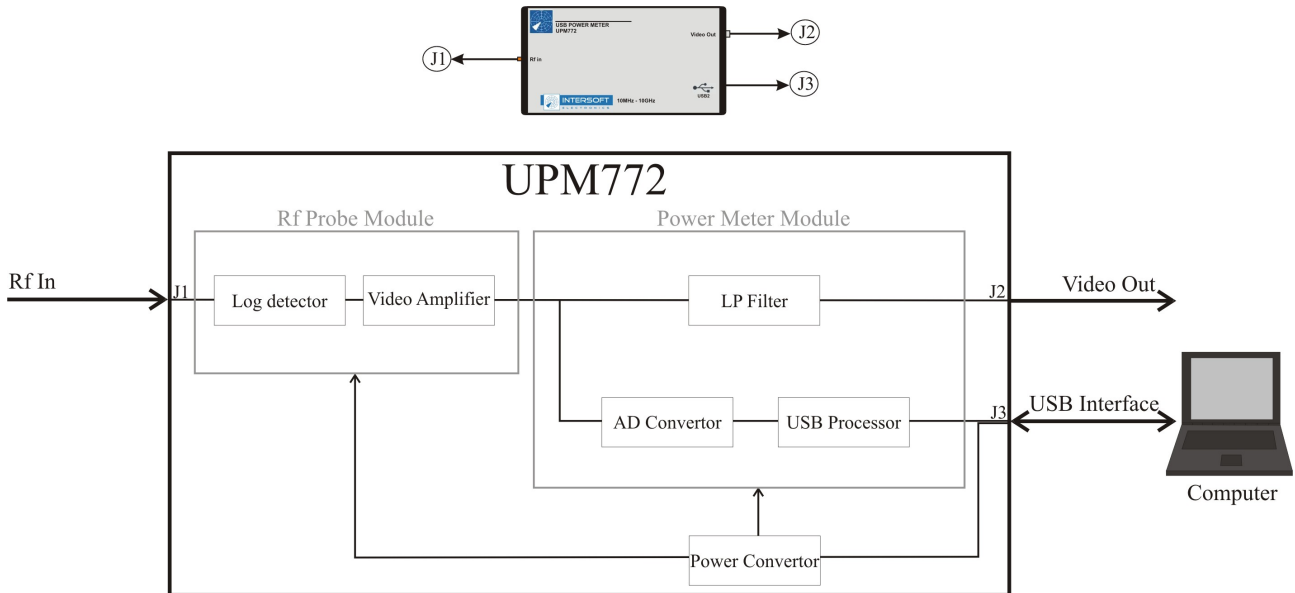 USB POWER METER
UPM772
Video Out
J2
J1
Rf in
J3
USB2
INTERSOFT
ELECTRONICS
10MHz - 10GHz
UPM772
Rf Probe Module
Power Meter Module
Rf In
J1
Log detector
Video Amplifier
LP Filter
J2
Video Out
AD Convertor
USB Processor
J3
USB Interface
Computer
Power Convertor